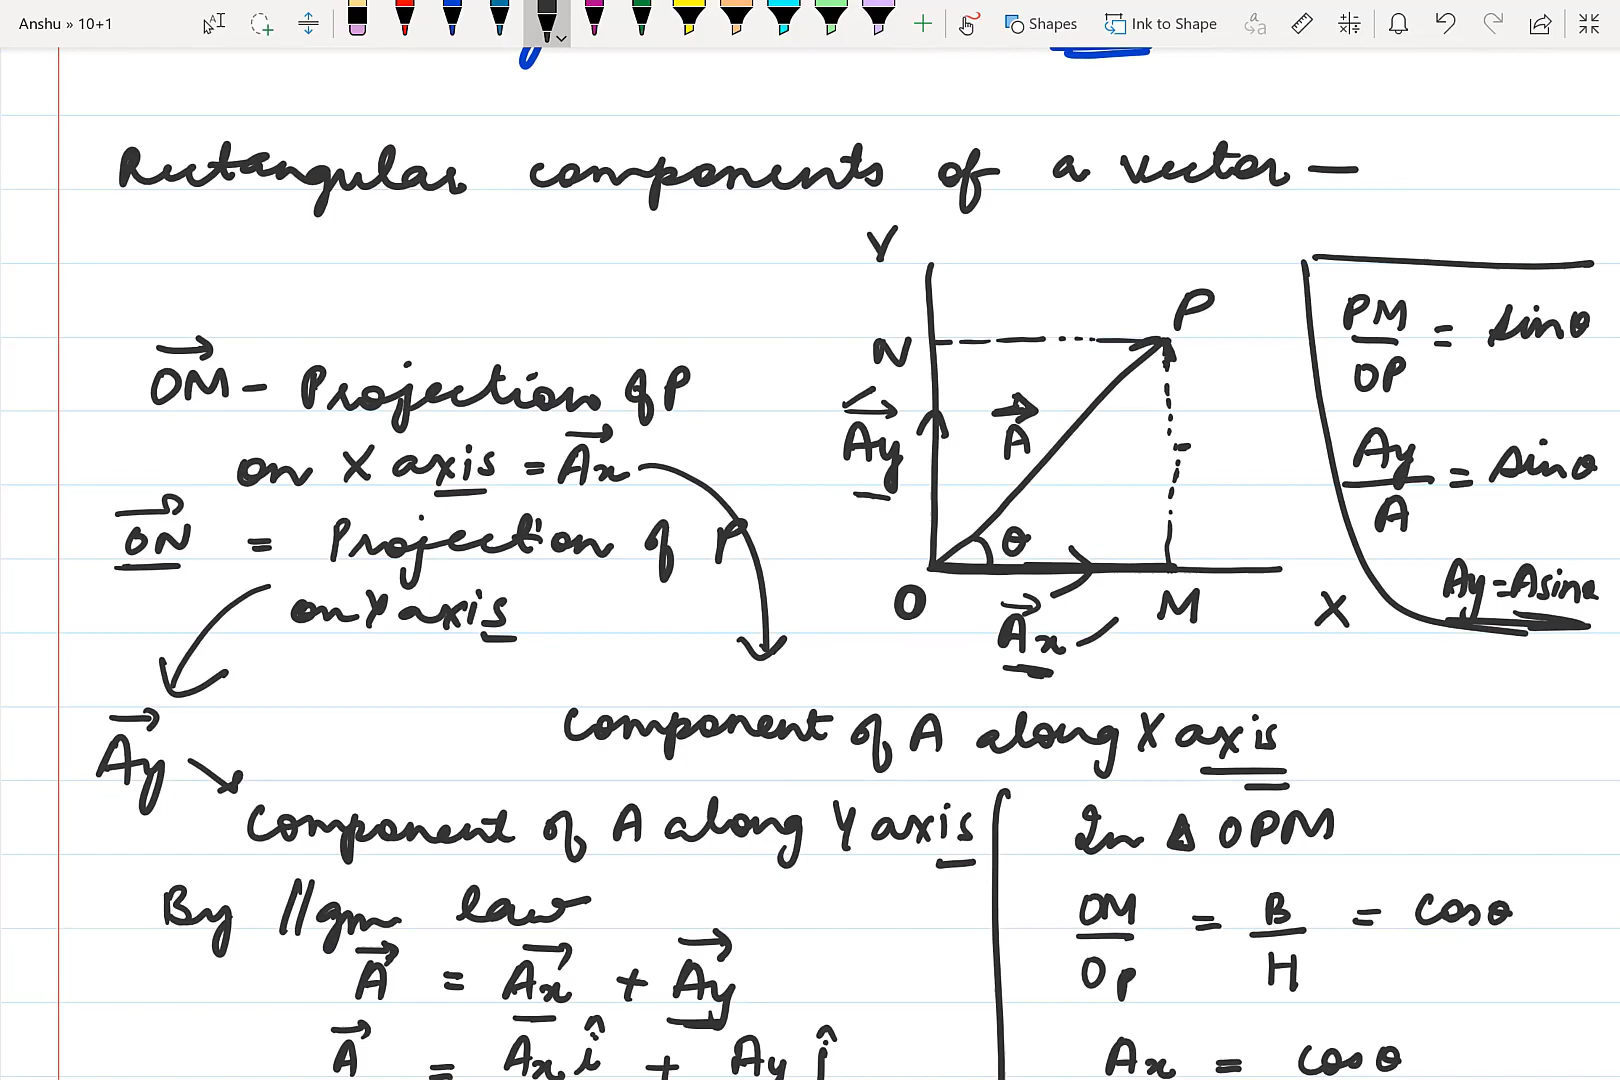 Anshu » 10+1
Shapes
Ink to Shape
Rectangular components of a vector —
OM - Projection of P
on X axis = Ax
ON = Projection of P
on Y axis
Ay
Component of A along X axis
Component of A along Y axis
By //gm law
A = Ax + Ay
A = Ax î + Ay ĵ
Y
N
P
Ay
A
θ
O
Ax
M
X
PM/OP = sinθ
Ay/A = sinθ
Ay = A sinθ
In Δ OPM
OM/OP = B/H = cosθ
Ax = cosθ